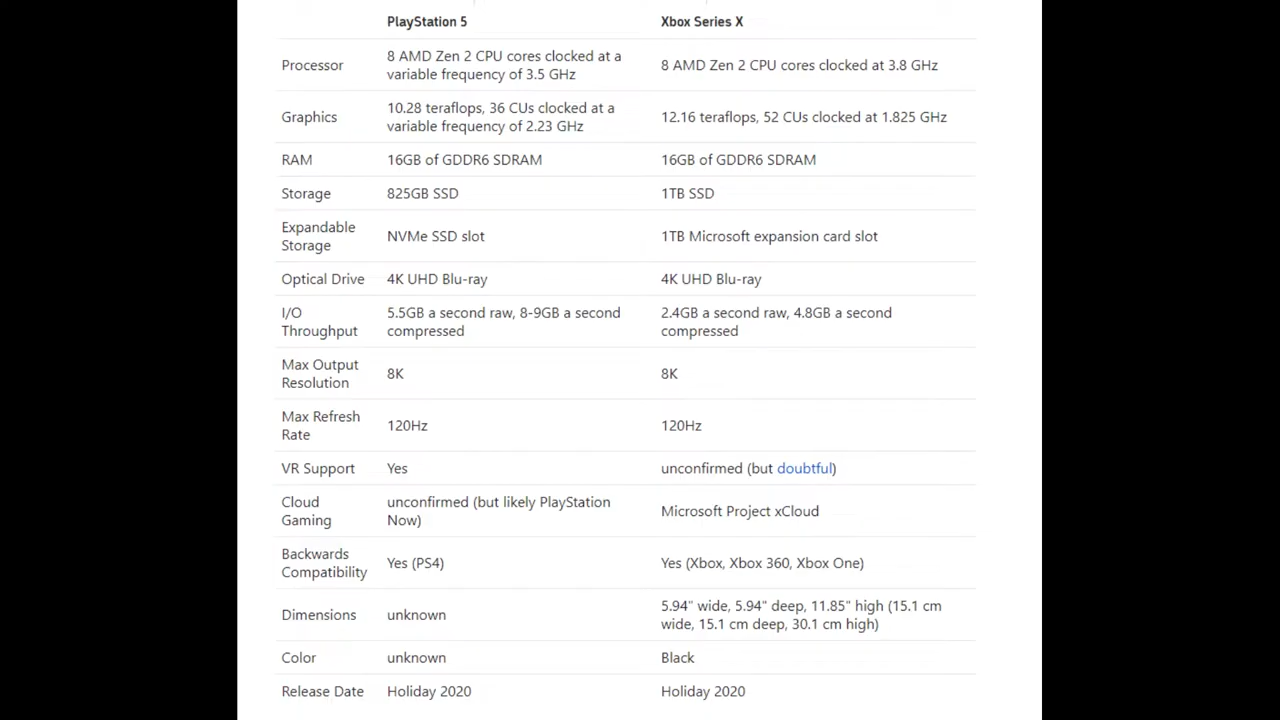 PlayStation 5 Xbox Series X
Processor 8 AMD Zen 2 CPU cores clocked at a variable frequency of 3.5 GHz 8 AMD Zen 2 CPU cores clocked at 3.8 GHz
Graphics 10.28 teraflops, 36 CUs clocked at a variable frequency of 2.23 GHz 12.16 teraflops, 52 CUs clocked at 1.825 GHz
RAM 16GB of GDDR6 SDRAM 16GB of GDDR6 SDRAM
Storage 825GB SSD 1TB SSD
Expandable Storage NVMe SSD slot 1TB Microsoft expansion card slot
Optical Drive 4K UHD Blu-ray 4K UHD Blu-ray
I/O Throughput 5.5GB a second raw, 8-9GB a second compressed 2.4GB a second raw, 4.8GB a second compressed
Max Output Resolution 8K 8K
Max Refresh Rate 120Hz 120Hz
VR Support Yes unconfirmed (but doubtful)
Cloud Gaming unconfirmed (but likely PlayStation Now) Microsoft Project xCloud
Backwards Compatibility Yes (PS4) Yes (Xbox, Xbox 360, Xbox One)
Dimensions unknown 5.94" wide, 5.94" deep, 11.85" high (15.1 cm wide, 15.1 cm deep, 30.1 cm high)
Color unknown Black
Release Date Holiday 2020 Holiday 2020